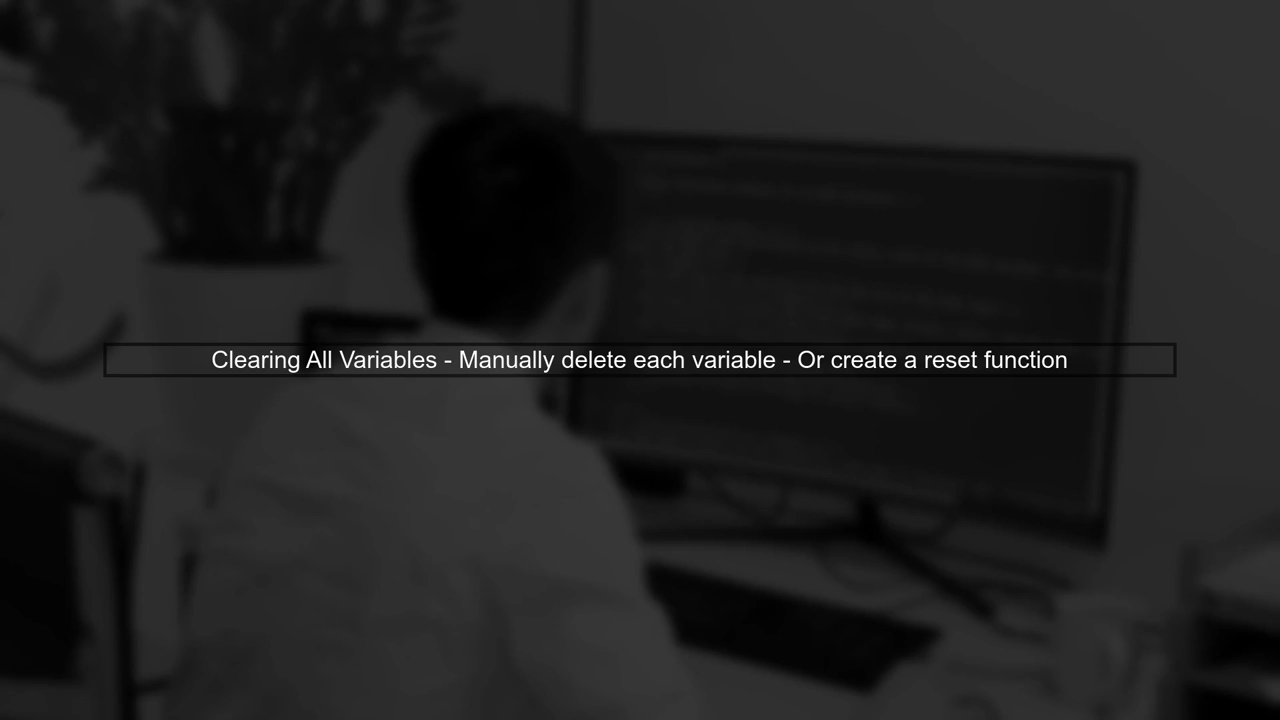 Clearing All Variables - Manually delete each variable - Or create a reset function